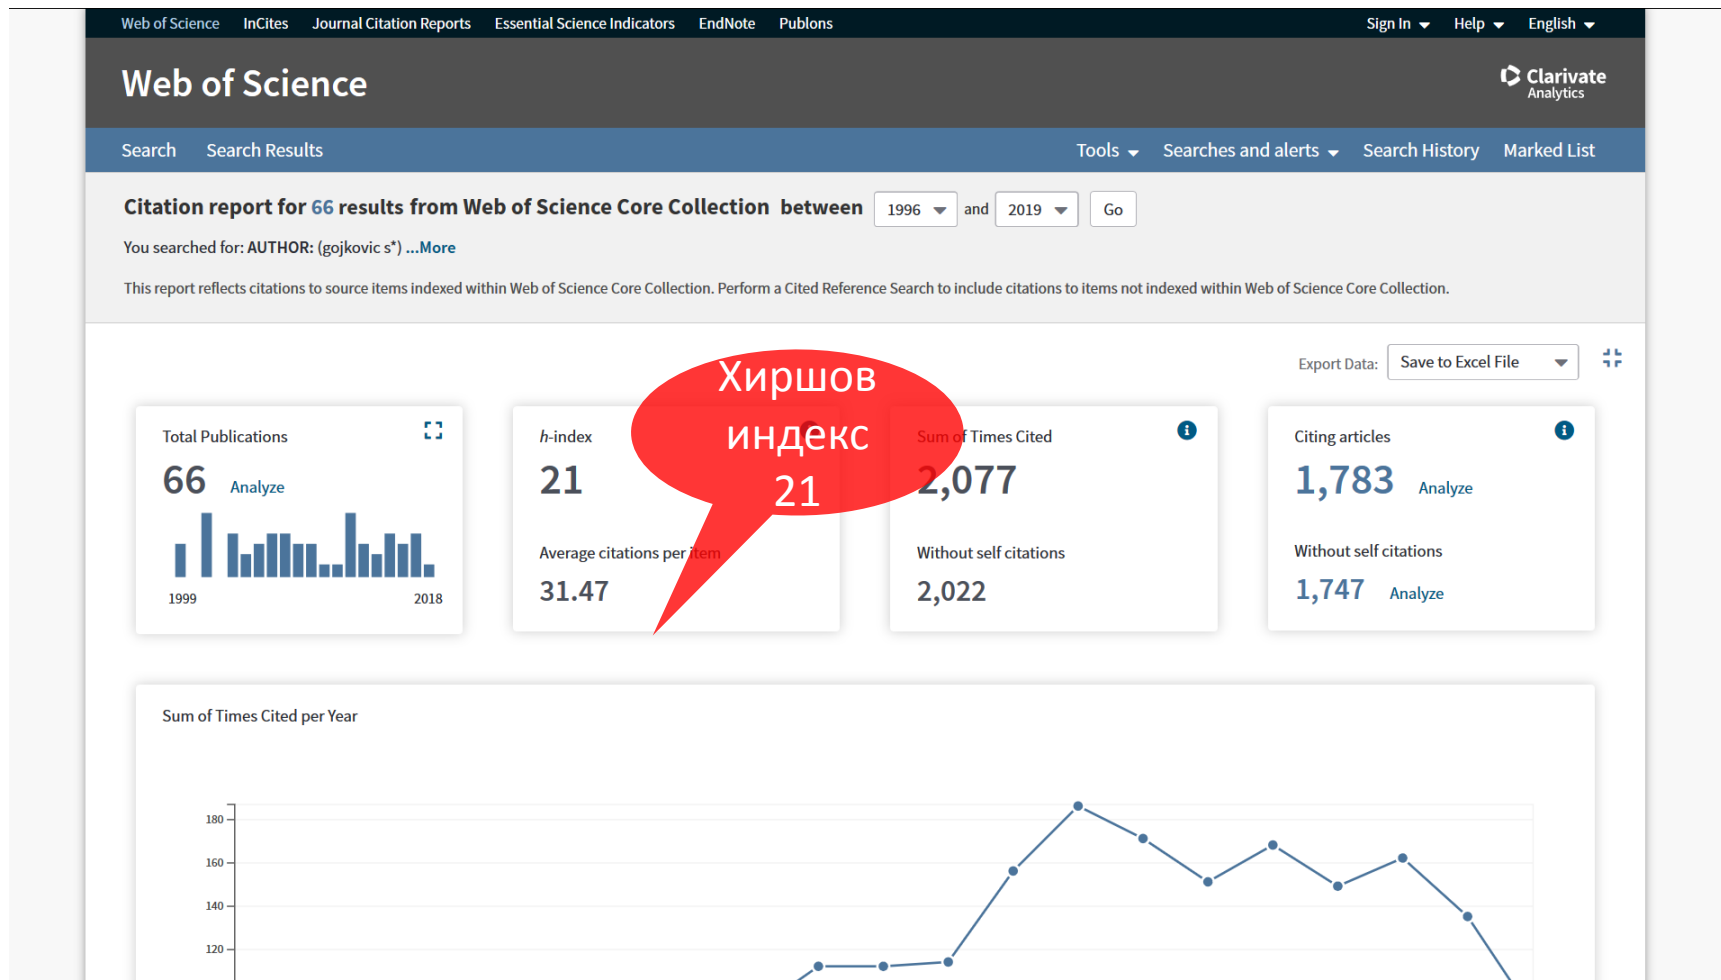 Web of Science InCites Journal Citation Reports Essential Science Indicators EndNote Publons Sign In Help English
Web of Science
Clarivate
Analytics
Search Search Results Tools Searches and alerts Search History Marked List
Citation report for 66 results from Web of Science Core Collection between 1996 and 2019 Go
You searched for: AUTHOR: (gojkovic s*) ...More
This report reflects citations to source items indexed within Web of Science Core Collection. Perform a Cited Reference Search to include citations to items not indexed within Web of Science Core Collection.
Export Data: Save to Excel File
Хиршов
индекс
21
Total Publications
66 Analyze
1999 2018
h-index
21
Average citations per item
31.47
Sum of Times Cited
2,077
Without self citations
2,022
Citing articles
1,783 Analyze
Without self citations
1,747 Analyze
Sum of Times Cited per Year
180
160
140
120